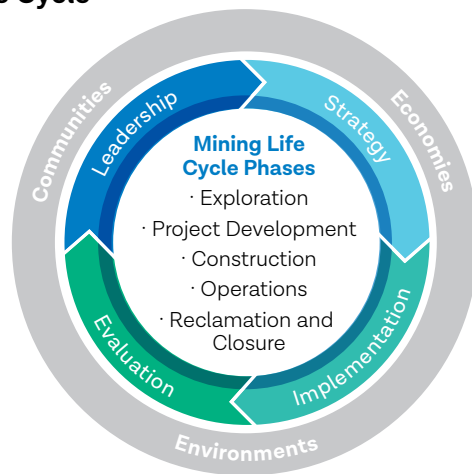 Cycle
Communities
Economies
Leadership
Strategy
Mining Life
Cycle Phases
· Exploration
· Project Development
· Construction
· Operations
· Reclamation and
Closure
Evaluation
Implementation
Environments